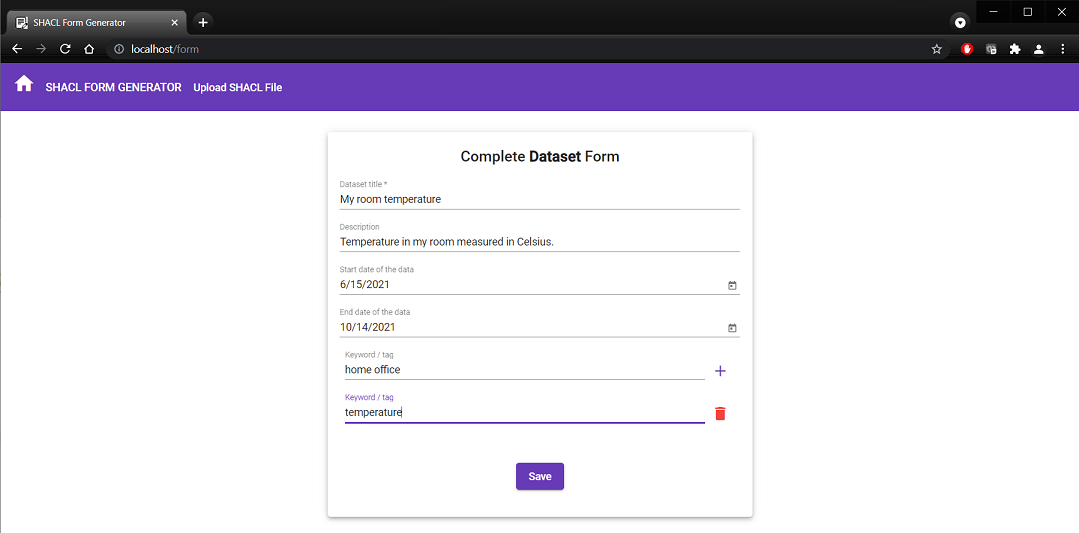 SHACL Form Generator
localhost/form
SHACL FORM GENERATOR Upload SHACL File
Complete Dataset Form
Dataset title *
My room temperature
Description
Temperature in my room measured in Celsius.
Start date of the data
6/15/2021
End date of the data
10/14/2021
Keyword / tag
home office
Keyword / tag
temperature
Save